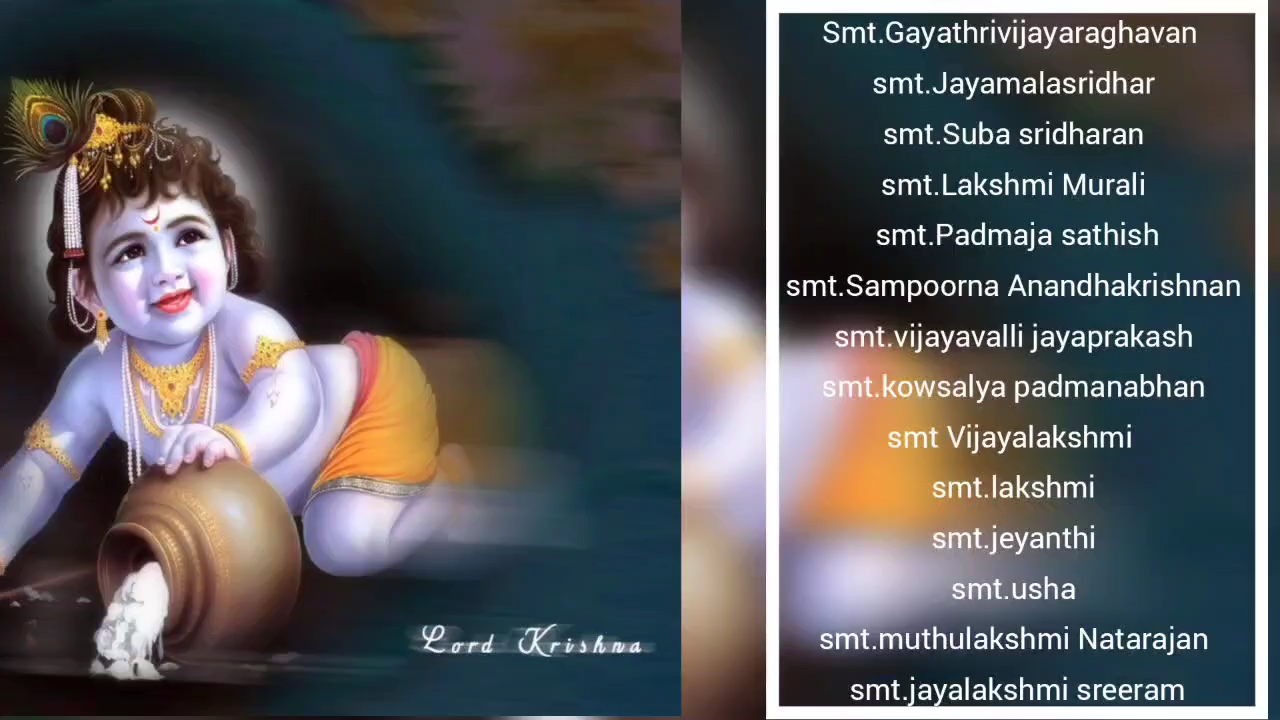 Smt.Gayathrivijayaraghavan
smt.Jayamalasridhar
smt.Suba sridharan
smt.Lakshmi Murali
smt.Padmaja sathish
smt.Sampoorna Anandhakrishnan
smt.vijayavalli jayaprakash
smt.kowsalya padmanabhan
smt Vijayalakshmi
smt.lakshmi
smt.jeyanthi
smt.usha
smt.muthulakshmi Natarajan
smt.jayalakshmi sreeram
Lord Krishna